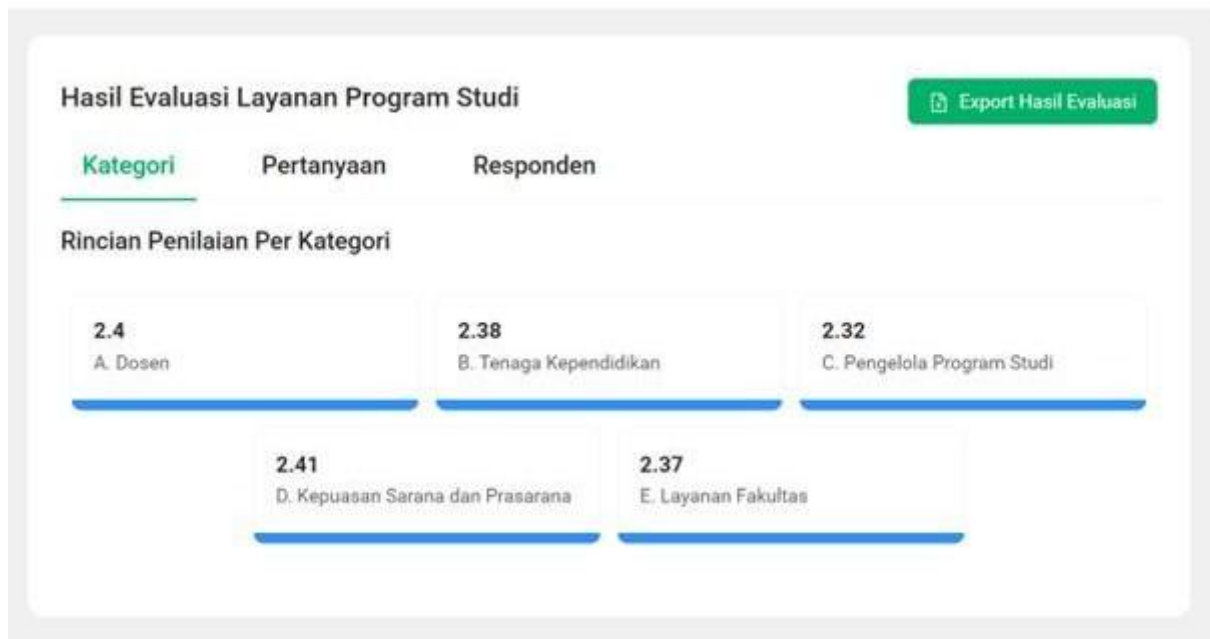 Hasil Evaluasi Layanan Program Studi
Export Hasil Evaluasi
Kategori
Pertanyaan
Responden
Rincian Penilaian Per Kategori
2.4
A. Dosen
2.38
B. Tenaga Kependidikan
2.32
C. Pengelola Program Studi
2.41
D. Kepuasan Sarana dan Prasarana
2.37
E. Layanan Fakultas